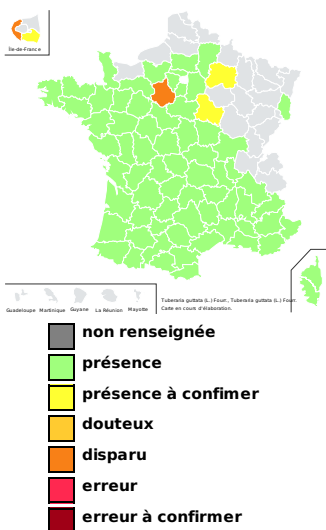 Île-de-France
Guadeloupe Martinique Guyane La Réunion Mayotte
Tuberaria guttata (L.) Fourr., Tuberaria guttata (L.) Fourr.
Carte en cours d'élaboration.
non renseignée
présence
présence à confimer
douteux
disparu
erreur
erreur à confirmer